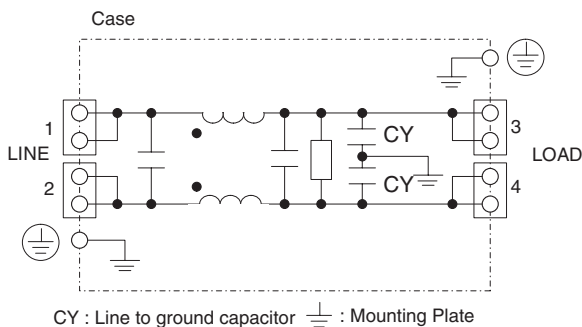 Case
1
3
CY
LINE
LOAD
2
CY
4
CY : Line to ground capacitor : Mounting Plate